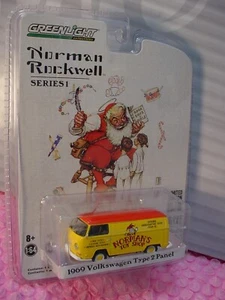 GREENLIGHT
Norman
Rockwell
SERIES 1
8+
1:64
NORMAN'S
TOY SHOP
1969 Volkswagen Type 2 Panel